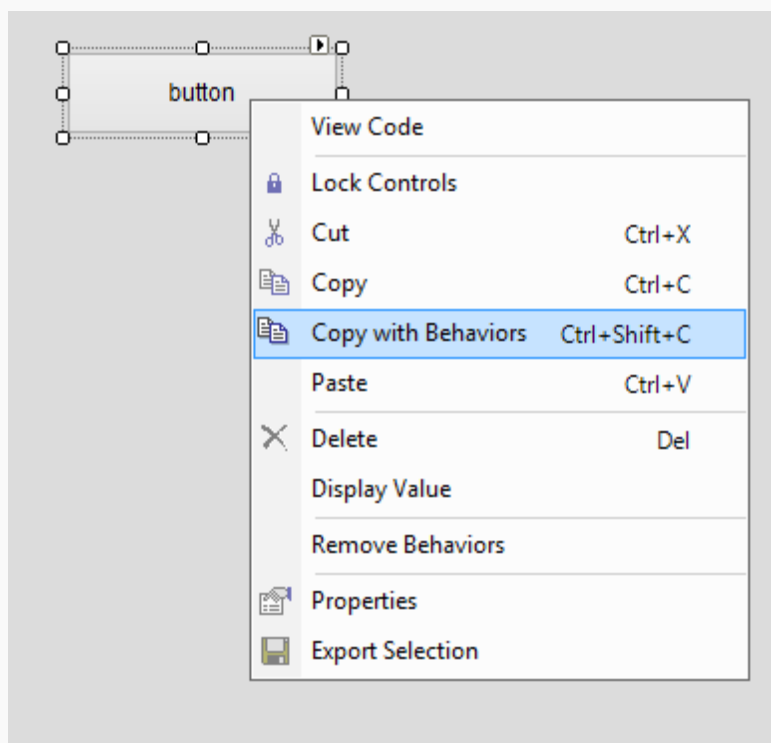 button
View Code
Lock Controls
Cut Ctrl+X
Copy Ctrl+C
Copy with Behaviors Ctrl+Shift+C
Paste Ctrl+V
Delete Del
Display Value
Remove Behaviors
Properties
Export Selection